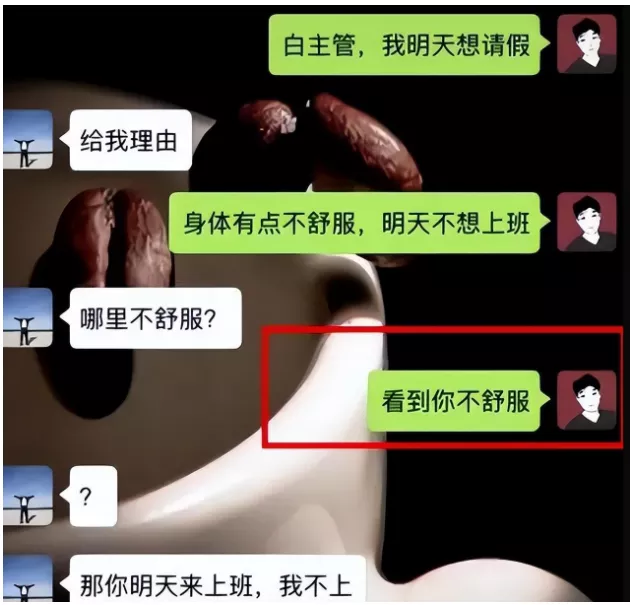 白主管，我明天想请假
给我理由
身体有点不舒服，明天不想上班
哪里不舒服？
看到你不舒服
？
那你明天来上班，我不上